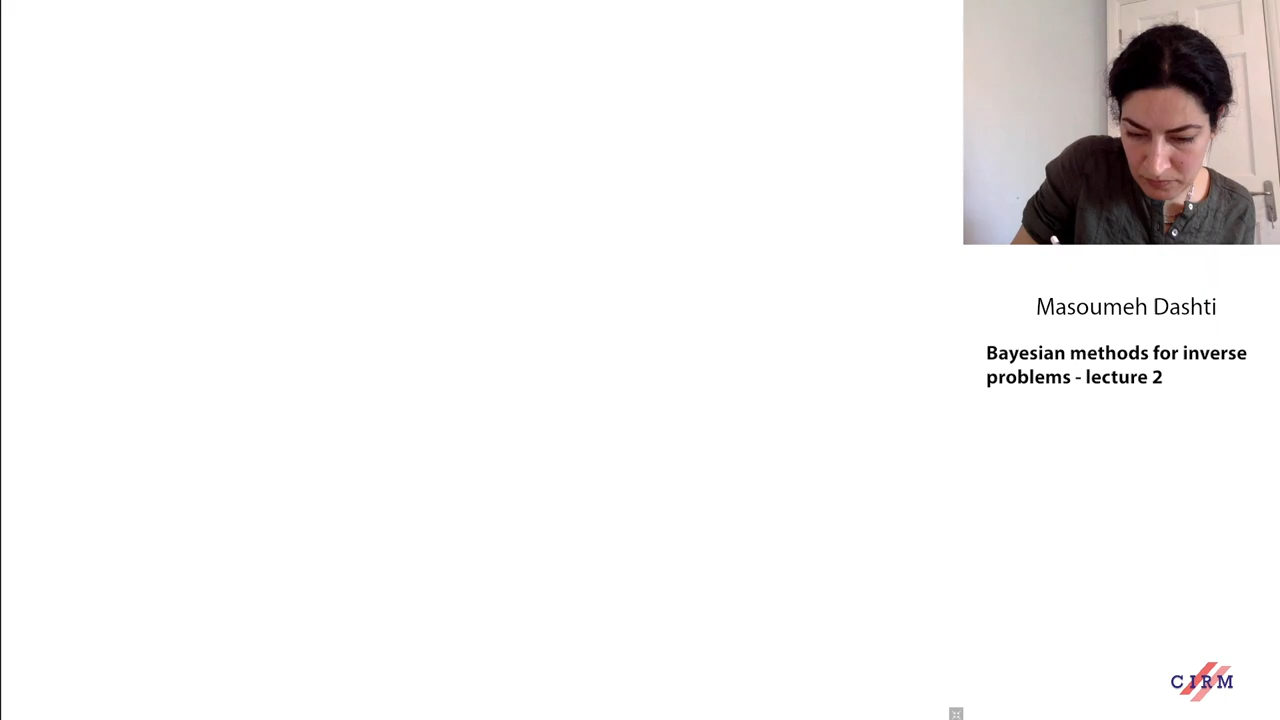 Masoumeh Dashti
Bayesian methods for inverse
problems - lecture 2
CIRM